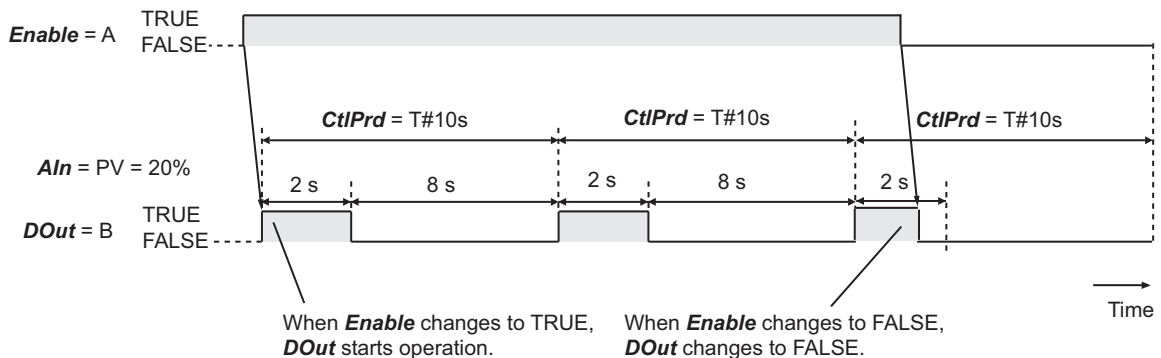 TRUE
Enable = A
FALSE
CtlPrd = T#10s CtlPrd = T#10s CtlPrd = T#10s
AIn = PV = 20%
2 s 8 s 2 s 8 s 2 s
TRUE
DOut = B
FALSE
Time
When Enable changes to TRUE,
DOut starts operation.
When Enable changes to FALSE,
DOut changes to FALSE.